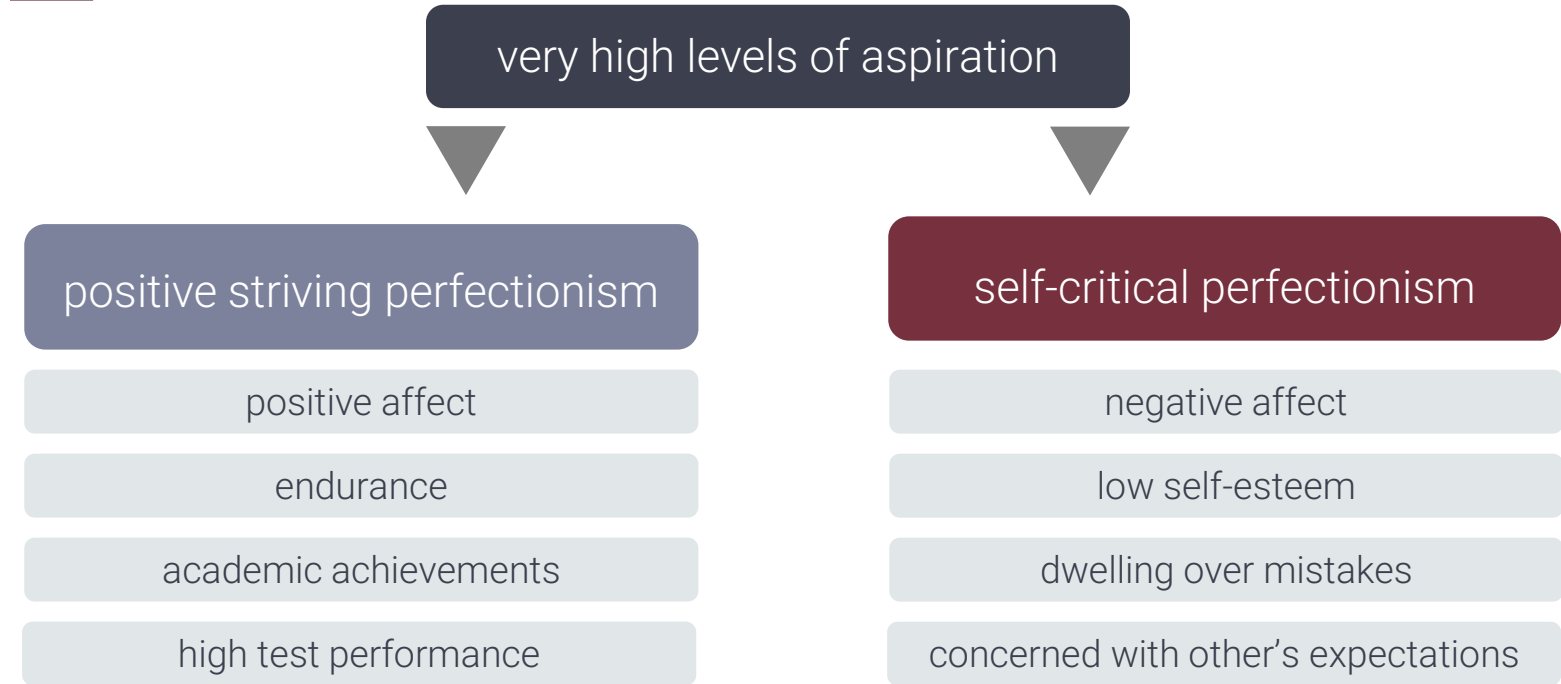 very high levels of aspiration
positive striving perfectionism
positive affect
endurance
academic achievements
high test performance
self-critical perfectionism
negative affect
low self-esteem
dwelling over mistakes
concerned with other’s expectations